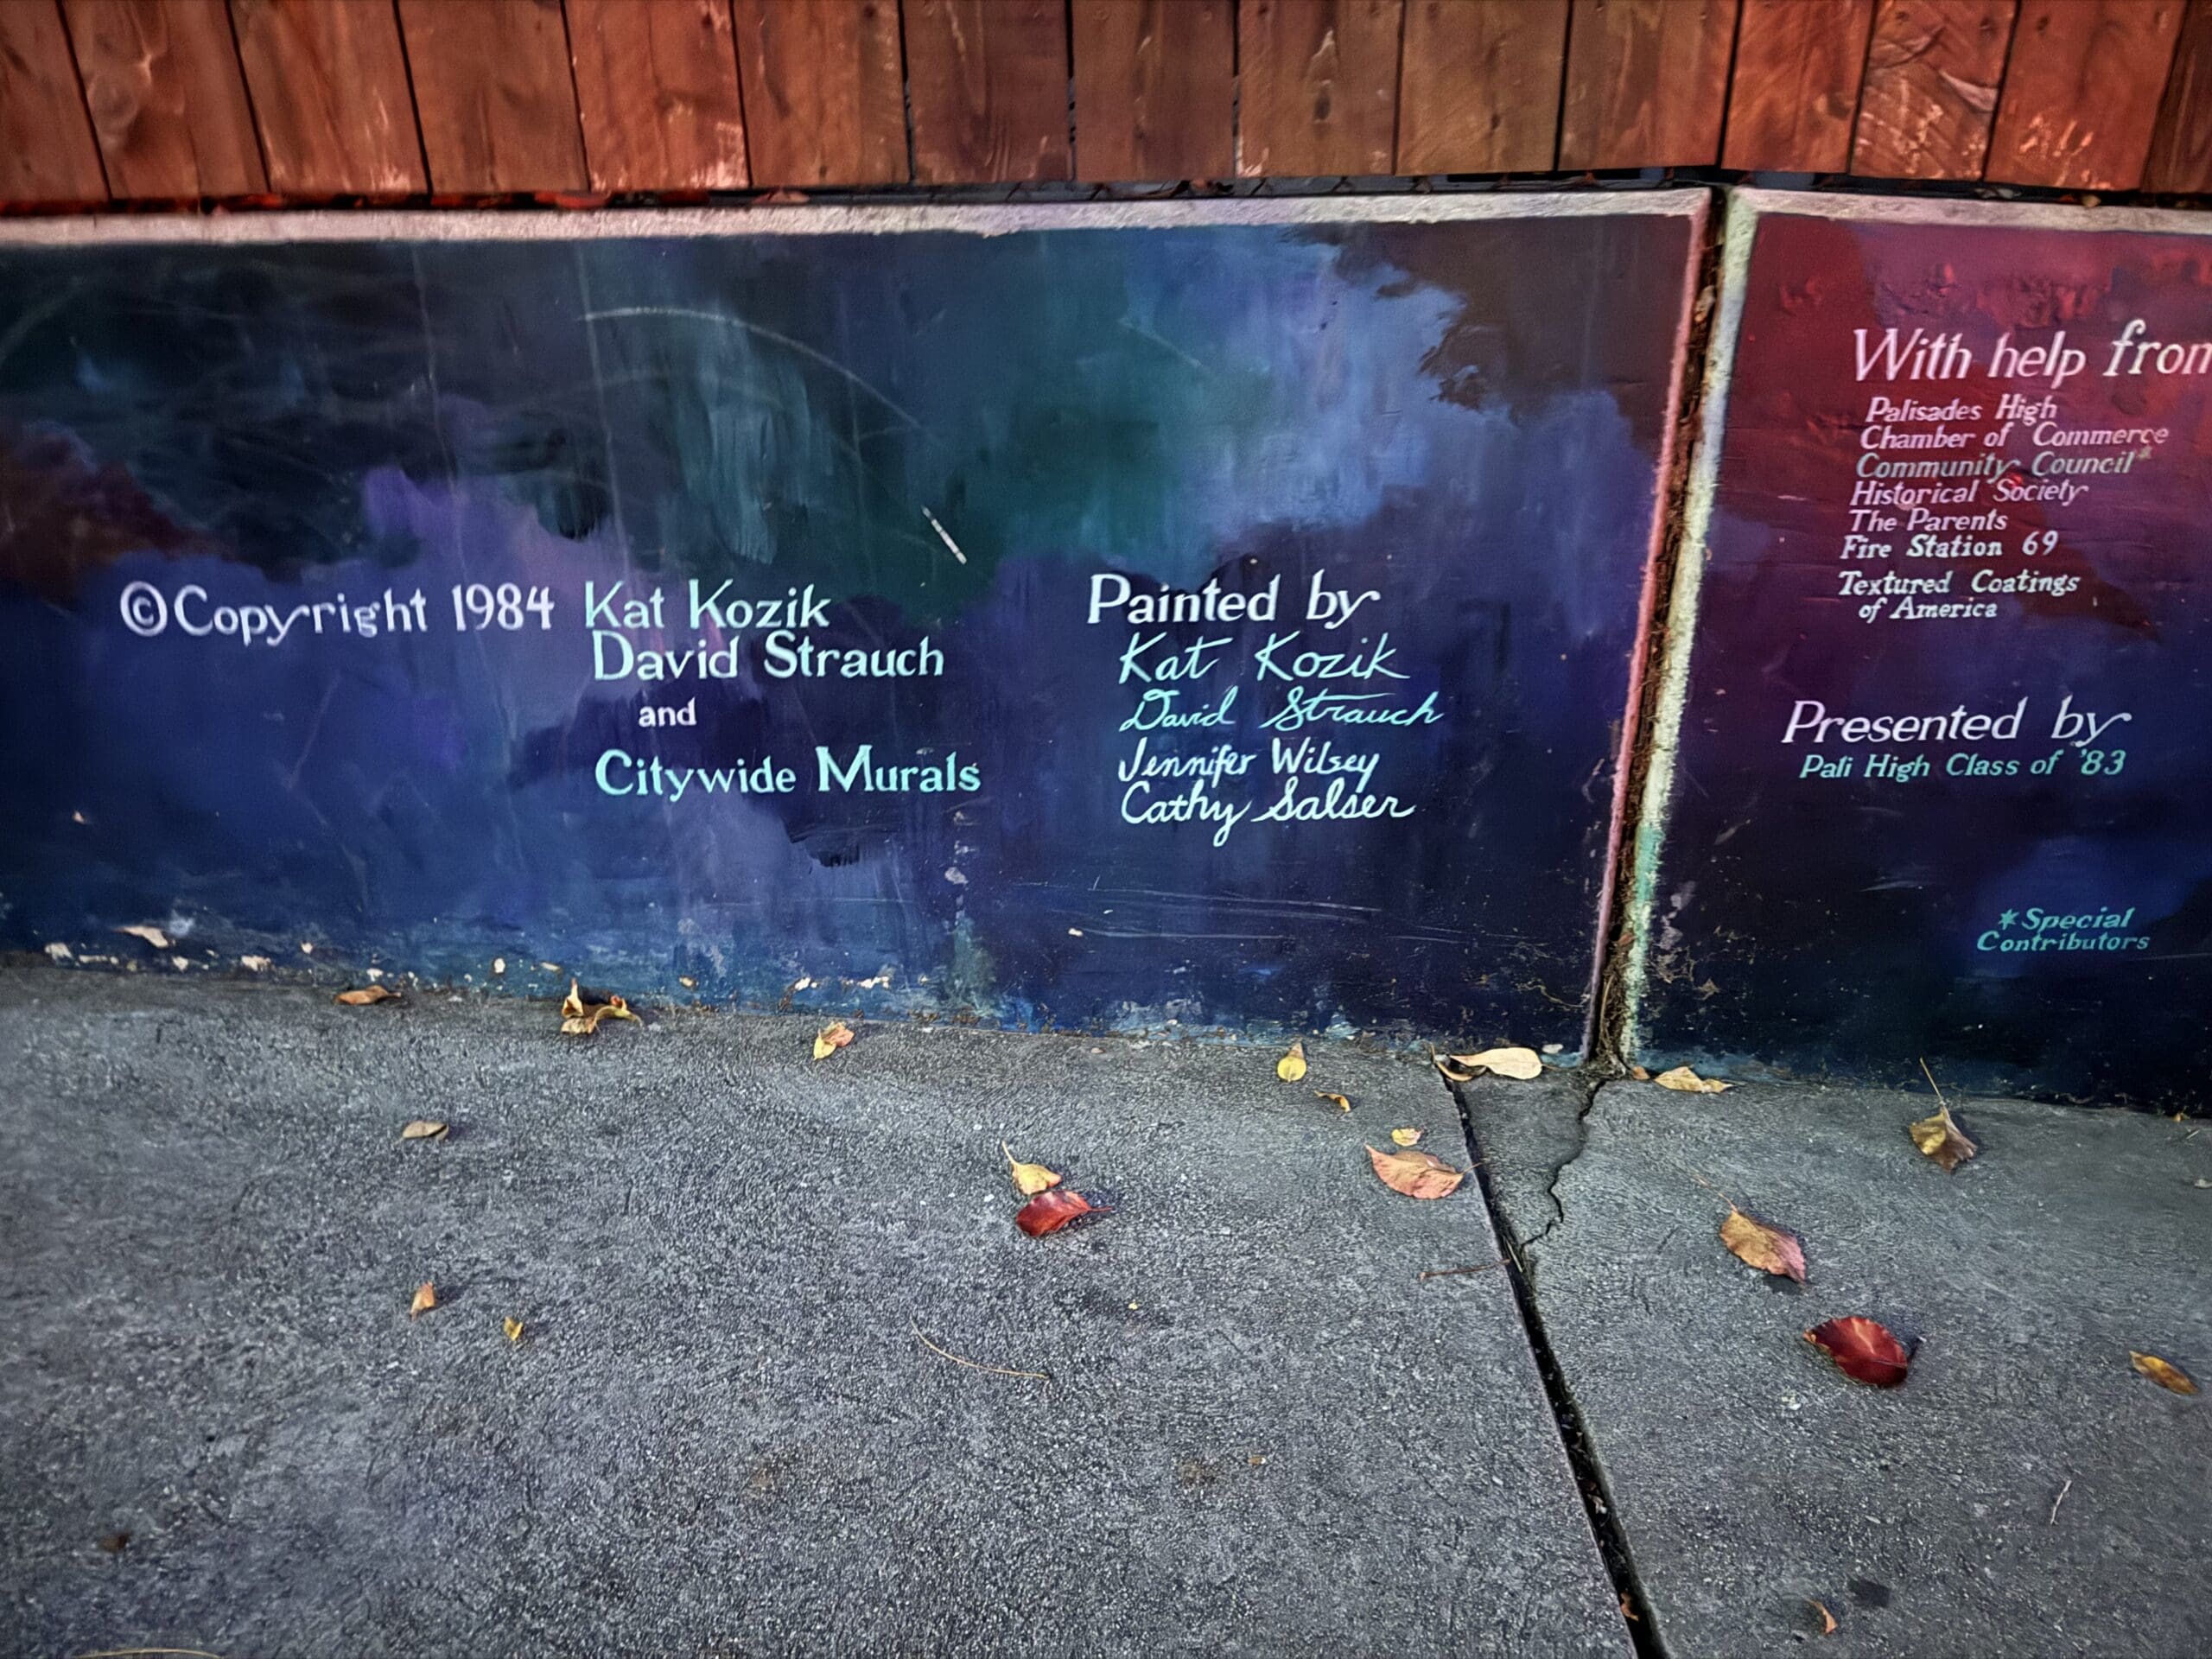 ©Copyright 1984 Kat Kozik
David Strauch
and
Citywide Murals
Painted by
Kat Kozik
David Strauch
Jennifer Wilsey
Cathy Salser
With help from
Palisades High
Chamber of Commerce
Community Council*
Historical Society
The Parents
Fire Station 69
Textured Coatings
of America
Presented by
Pali High Class of '83
*Special
Contributors